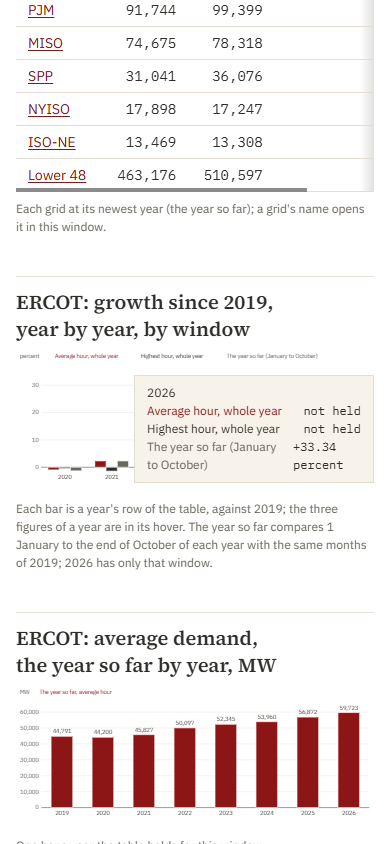 PJM 91,744 99,399
MISO 74,675 78,318
SPP 31,041 36,076
NYISO 17,898 17,247
ISO-NE 13,469 13,308
Lower 48 463,176 510,597
Each grid at its newest year (the year so far); a grid's name opens
it in this window.
ERCOT: growth since 2019,
year by year, by window
percent Average hour, whole year Highest hour, whole year The year so far (January to October)
30
20
10
0
2020 2021
2026
Average hour, whole year not held
Highest hour, whole year not held
The year so far (January +33.34
to October) percent
Each bar is a year's row of the table, against 2019; the three
figures of a year are in its hover. The year so far compares 1
January to the end of October of each year with the same months
of 2019; 2026 has only that window.
ERCOT: average demand,
the year so far by year, MW
MW The year so far, average hour
60,000
50,000
40,000
30,000
20,000
10,000
0
44,791 44,200 45,827 50,097 52,345 53,960 56,872 59,723
2019 2020 2021 2022 2023 2024 2025 2026